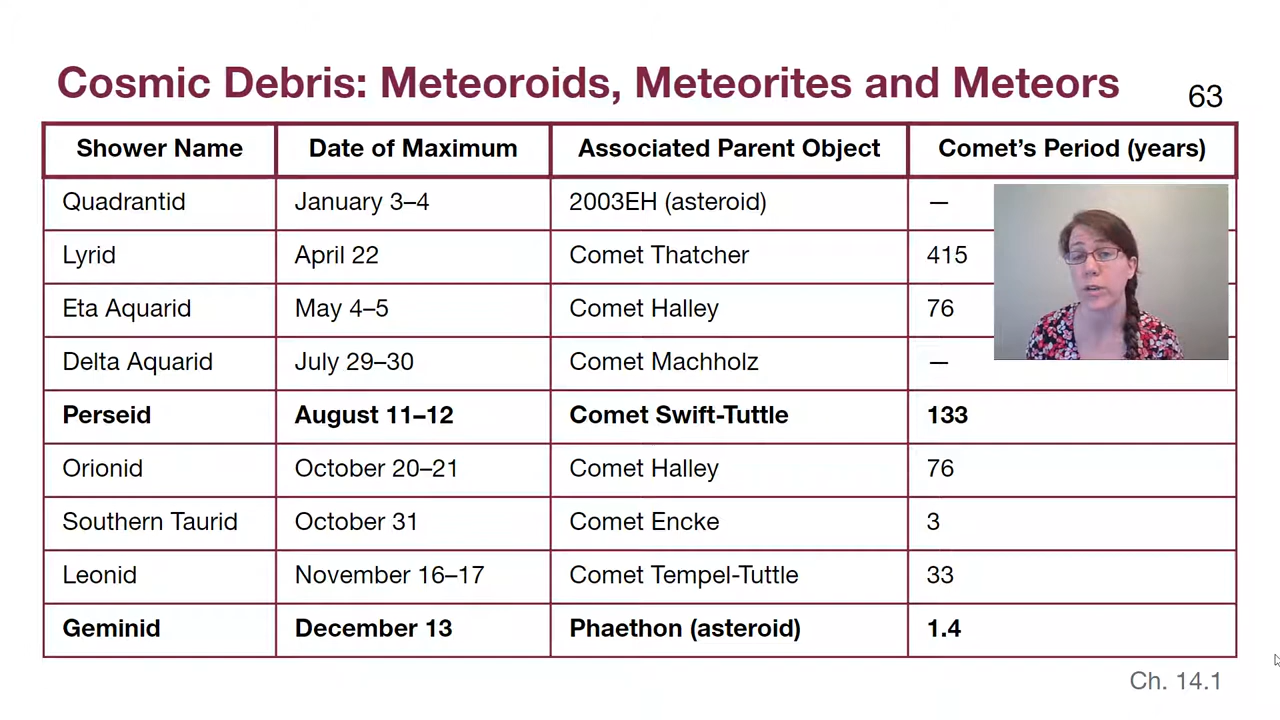 Cosmic Debris: Meteoroids, Meteorites and Meteors
63
Shower Name Date of Maximum Associated Parent Object Comet's Period (years)
Quadrantid January 3–4 2003EH (asteroid) —
Lyrid April 22 Comet Thatcher 415
Eta Aquarid May 4–5 Comet Halley 76
Delta Aquarid July 29–30 Comet Machholz —
Perseid August 11–12 Comet Swift-Tuttle 133
Orionid October 20–21 Comet Halley 76
Southern Taurid October 31 Comet Encke 3
Leonid November 16–17 Comet Tempel-Tuttle 33
Geminid December 13 Phaethon (asteroid) 1.4
Ch. 14.1